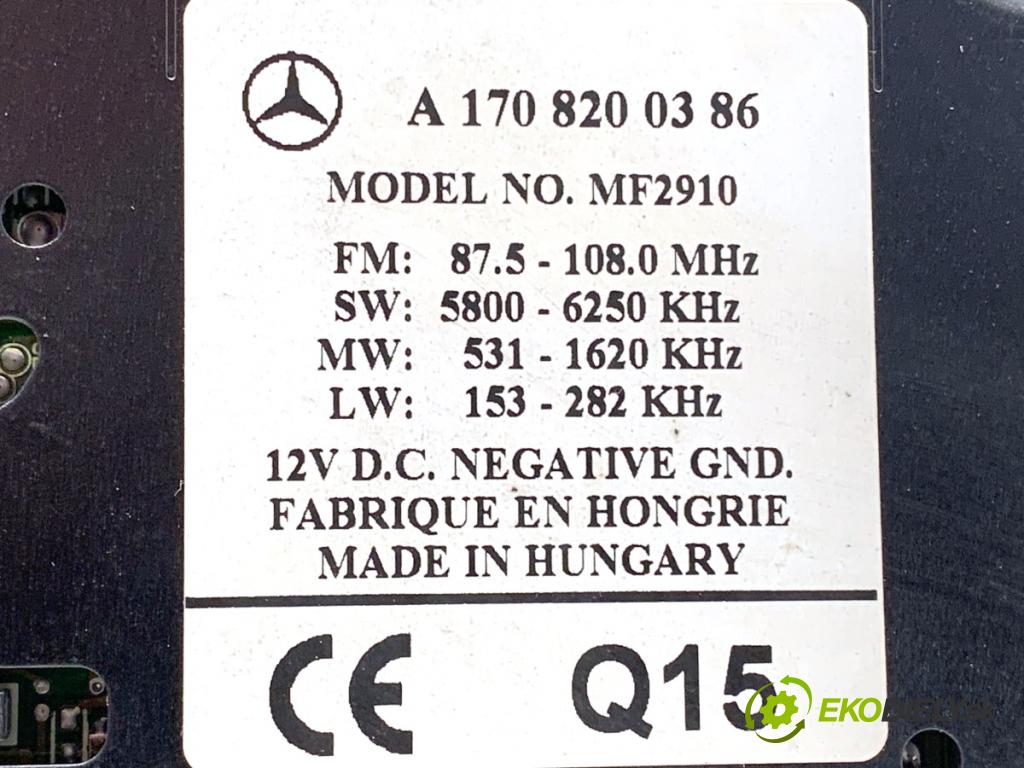 A 170 820 03 86
MODEL NO. MF2910
FM: 87.5 - 108.0 MHz
SW: 5800 - 6250 KHz
MW: 531 - 1620 KHz
LW: 153 - 282 KHz
12V D.C. NEGATIVE GND.
FABRIQUE EN HONGRIE
MADE IN HUNGARY
CE Q15